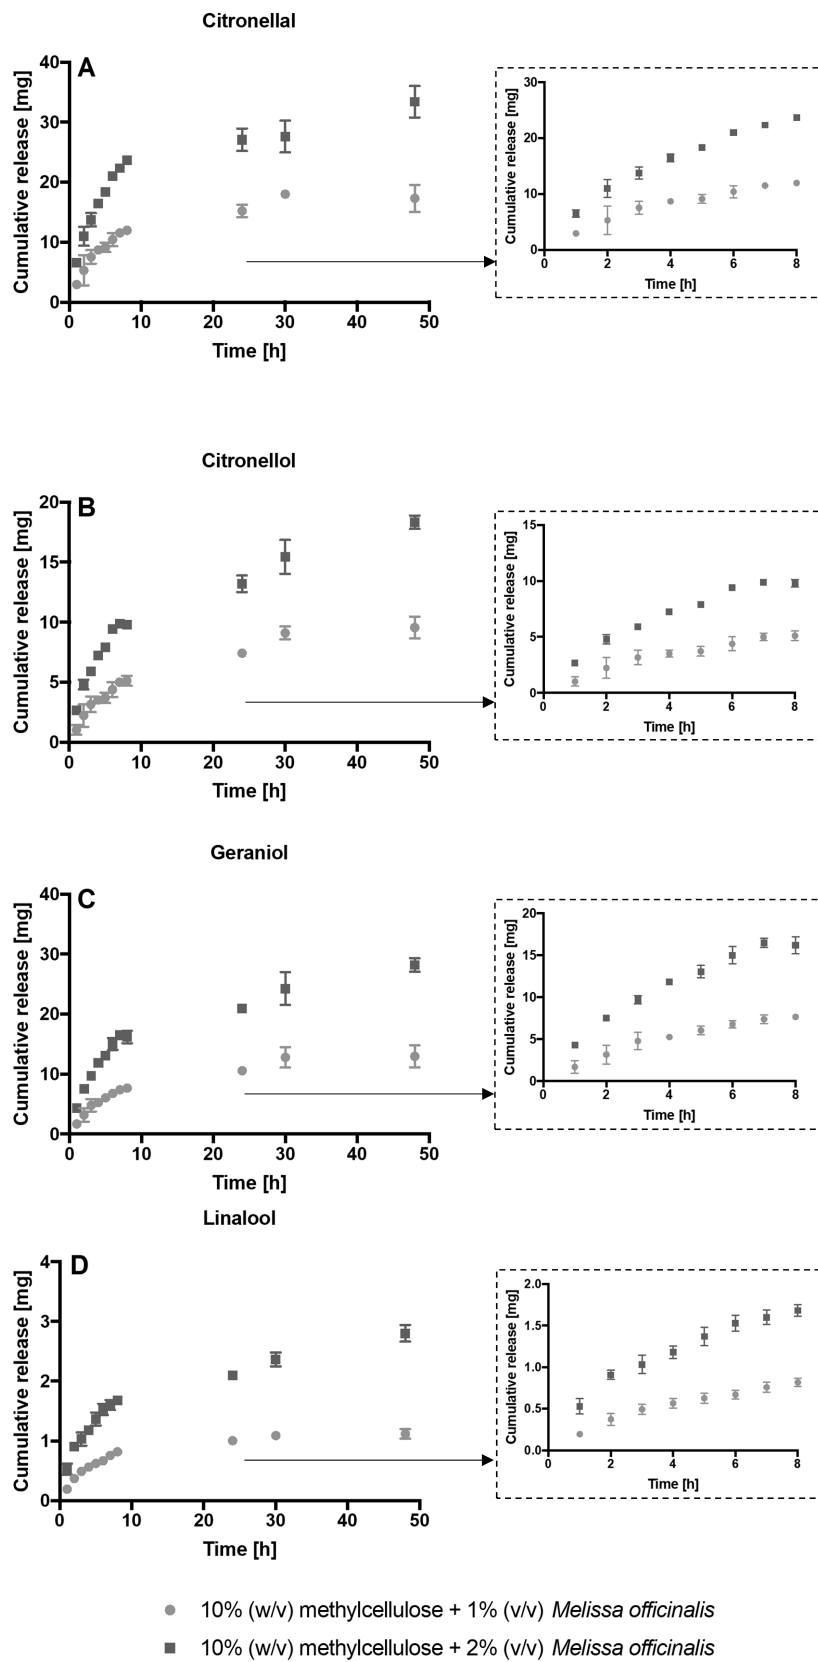 Citronellal
A
Cumulative release [mg]
40
30
20
10
0
0 10 20 30 40 50
Time [h]
Cumulative release [mg]
30
20
10
0
0 2 4 6 8
Time [h]
Citronellol
B
Cumulative release [mg]
20
15
10
5
0
0 10 20 30 40 50
Time [h]
Cumulative release [mg]
15
10
5
0
0 2 4 6 8
Time [h]
Geraniol
C
Cumulative release [mg]
40
30
20
10
0
0 10 20 30 40 50
Time [h]
Cumulative release [mg]
20
15
10
5
0
0 2 4 6 8
Time [h]
Linalool
D
Cumulative release [mg]
4
3
2
1
0
0 10 20 30 40 50
Time [h]
Cumulative release [mg]
2.0
1.5
1.0
0.5
0.0
0 2 4 6 8
Time [h]
10% (w/v) methylcellulose + 1% (v/v) Melissa officinalis
10% (w/v) methylcellulose + 2% (v/v) Melissa officinalis